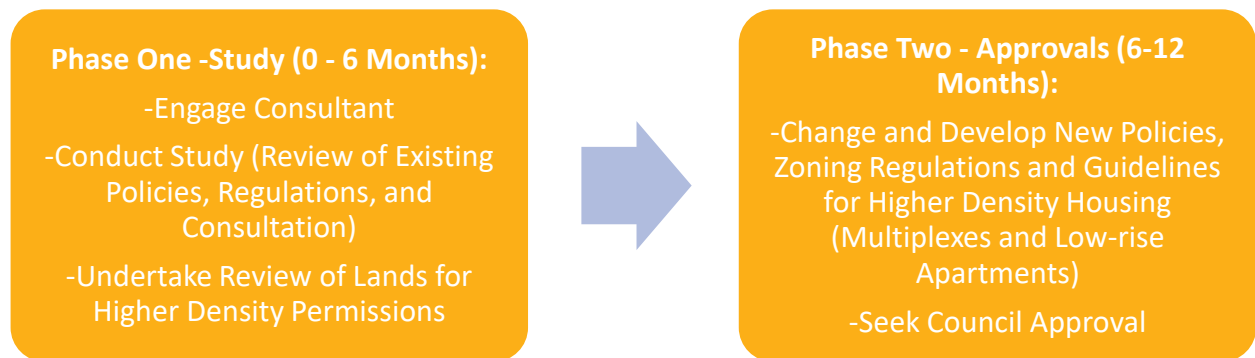 Phase One -Study (0 - 6 Months):
-Engage Consultant
-Conduct Study (Review of Existing
Policies, Regulations, and
Consultation)
-Undertake Review of Lands for
Higher Density Permissions
Phase Two - Approvals (6-12
Months):
-Change and Develop New Policies,
Zoning Regulations and Guidelines
for Higher Density Housing
(Multiplexes and Low-rise
Apartments)
-Seek Council Approval